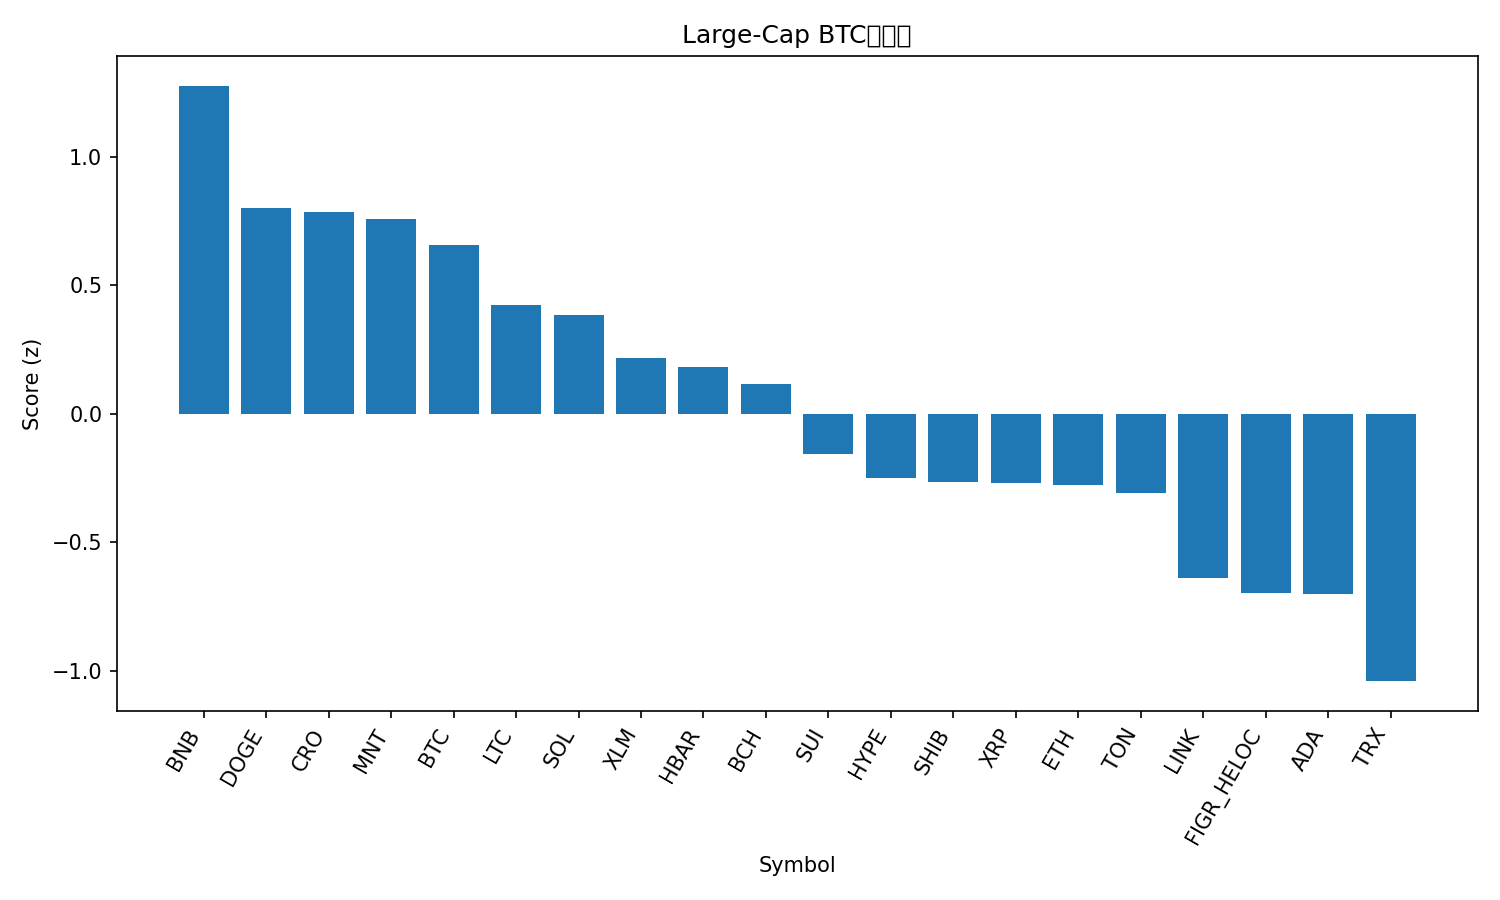 Large-Cap BTC
1.0
0.5
0.0
−0.5
−1.0
Score (z)
BNB
DOGE
CRO
MNT
BTC
LTC
SOL
XLM
HBAR
BCH
SUI
HYPE
SHIB
XRP
ETH
TON
LINK
FIGR_HELOC
ADA
TRX
Symbol